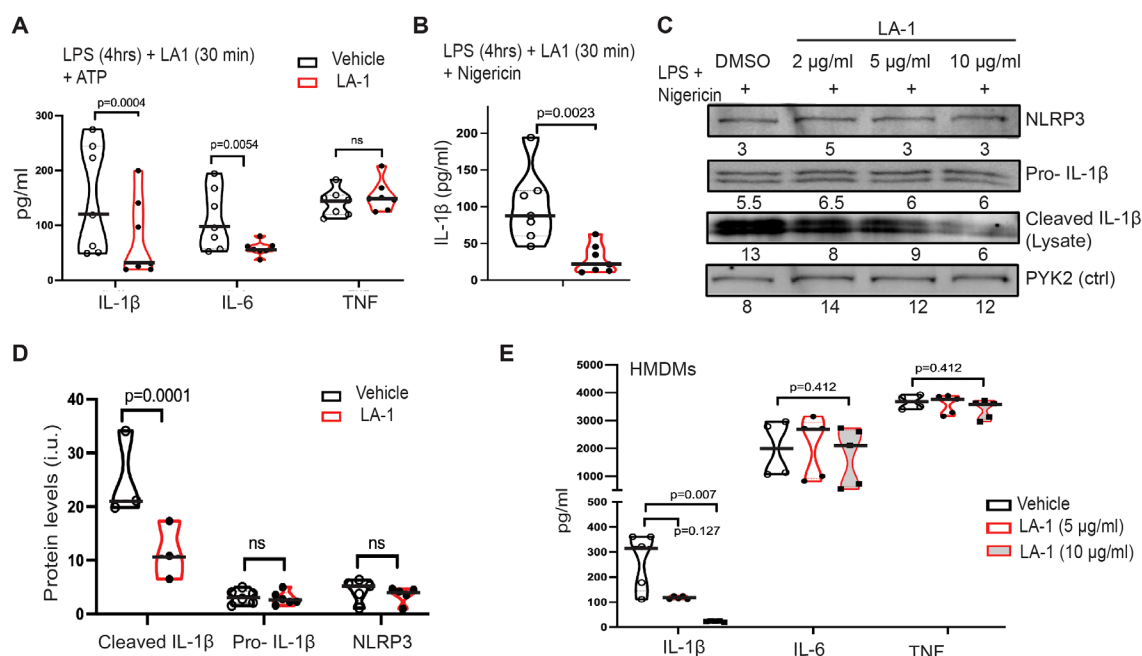 A
LPS (4hrs) + LA1 (30 min)
+ ATP
Vehicle
LA-1
p=0.0004
p=0.0054
ns
pg/ml
300
200
100
0
IL-1β
IL-6
TNF
B
LPS (4hrs) + LA1 (30 min)
+ Nigericin
p=0.0023
IL-1β (pg/ml)
200
150
100
50
0
C
LA-1
LPS +
Nigericin
DMSO
2 µg/ml
5 µg/ml
10 µg/ml
+ + + +
NLRP3
3 5 3 3
Pro- IL-1β
5.5 6.5 6 6
Cleaved IL-1β
(Lysate)
13 8 9 6
PYK2 (ctrl)
8 14 12 12
D
p=0.0001
Vehicle
LA-1
ns
ns
Protein levels (i.u.)
40
30
20
10
0
Cleaved IL-1β
Pro- IL-1β
NLRP3
E
HMDMs
p=0.412
p=0.412
p=0.007
p=0.127
pg/ml
5000
4000
3000
2000
1000
500
400
300
200
100
0
IL-1β
IL-6
TNF
Vehicle
LA-1 (5 µg/ml)
LA-1 (10 µg/ml)